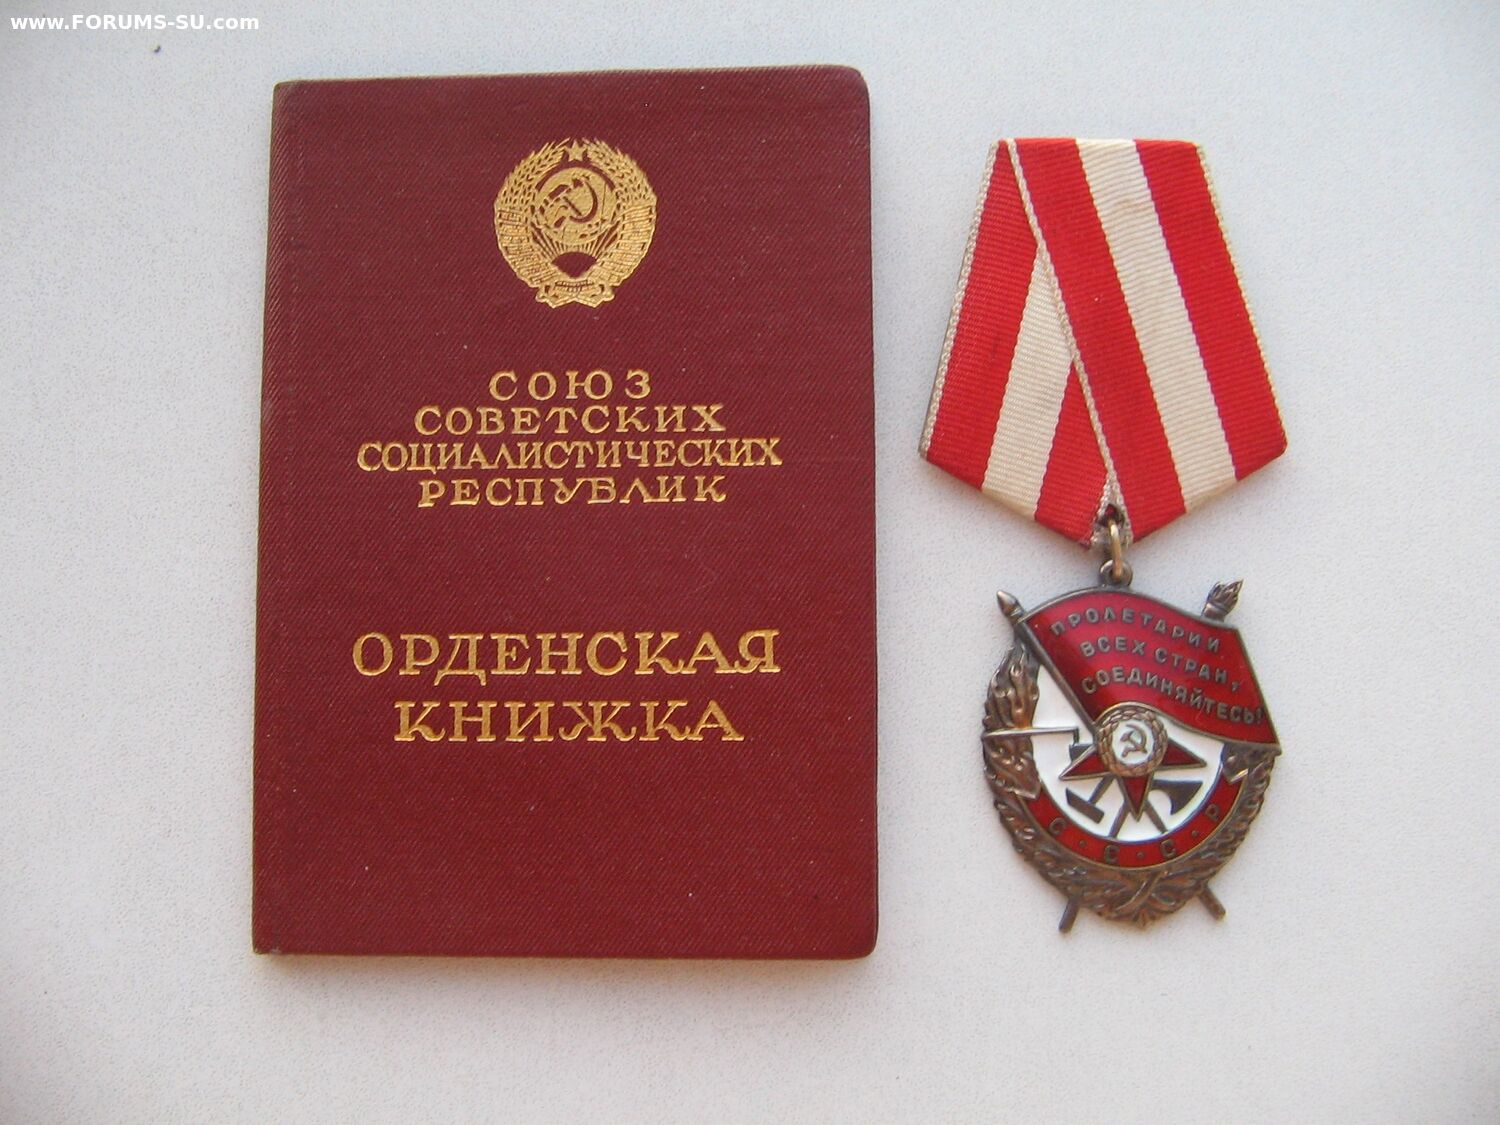 www.FORUMS-SU.com
СОЮЗ
СОВЕТСКИХ
СОЦИАЛИСТИЧЕСКИХ
РЕСПУБЛИК
ОРДЕНСКАЯ
КНИЖКА
ПРОЛЕТАРИИ
ВСЕХ СТРАН,
СОЕДИНЯЙТЕСЬ!
С·С·С·Р